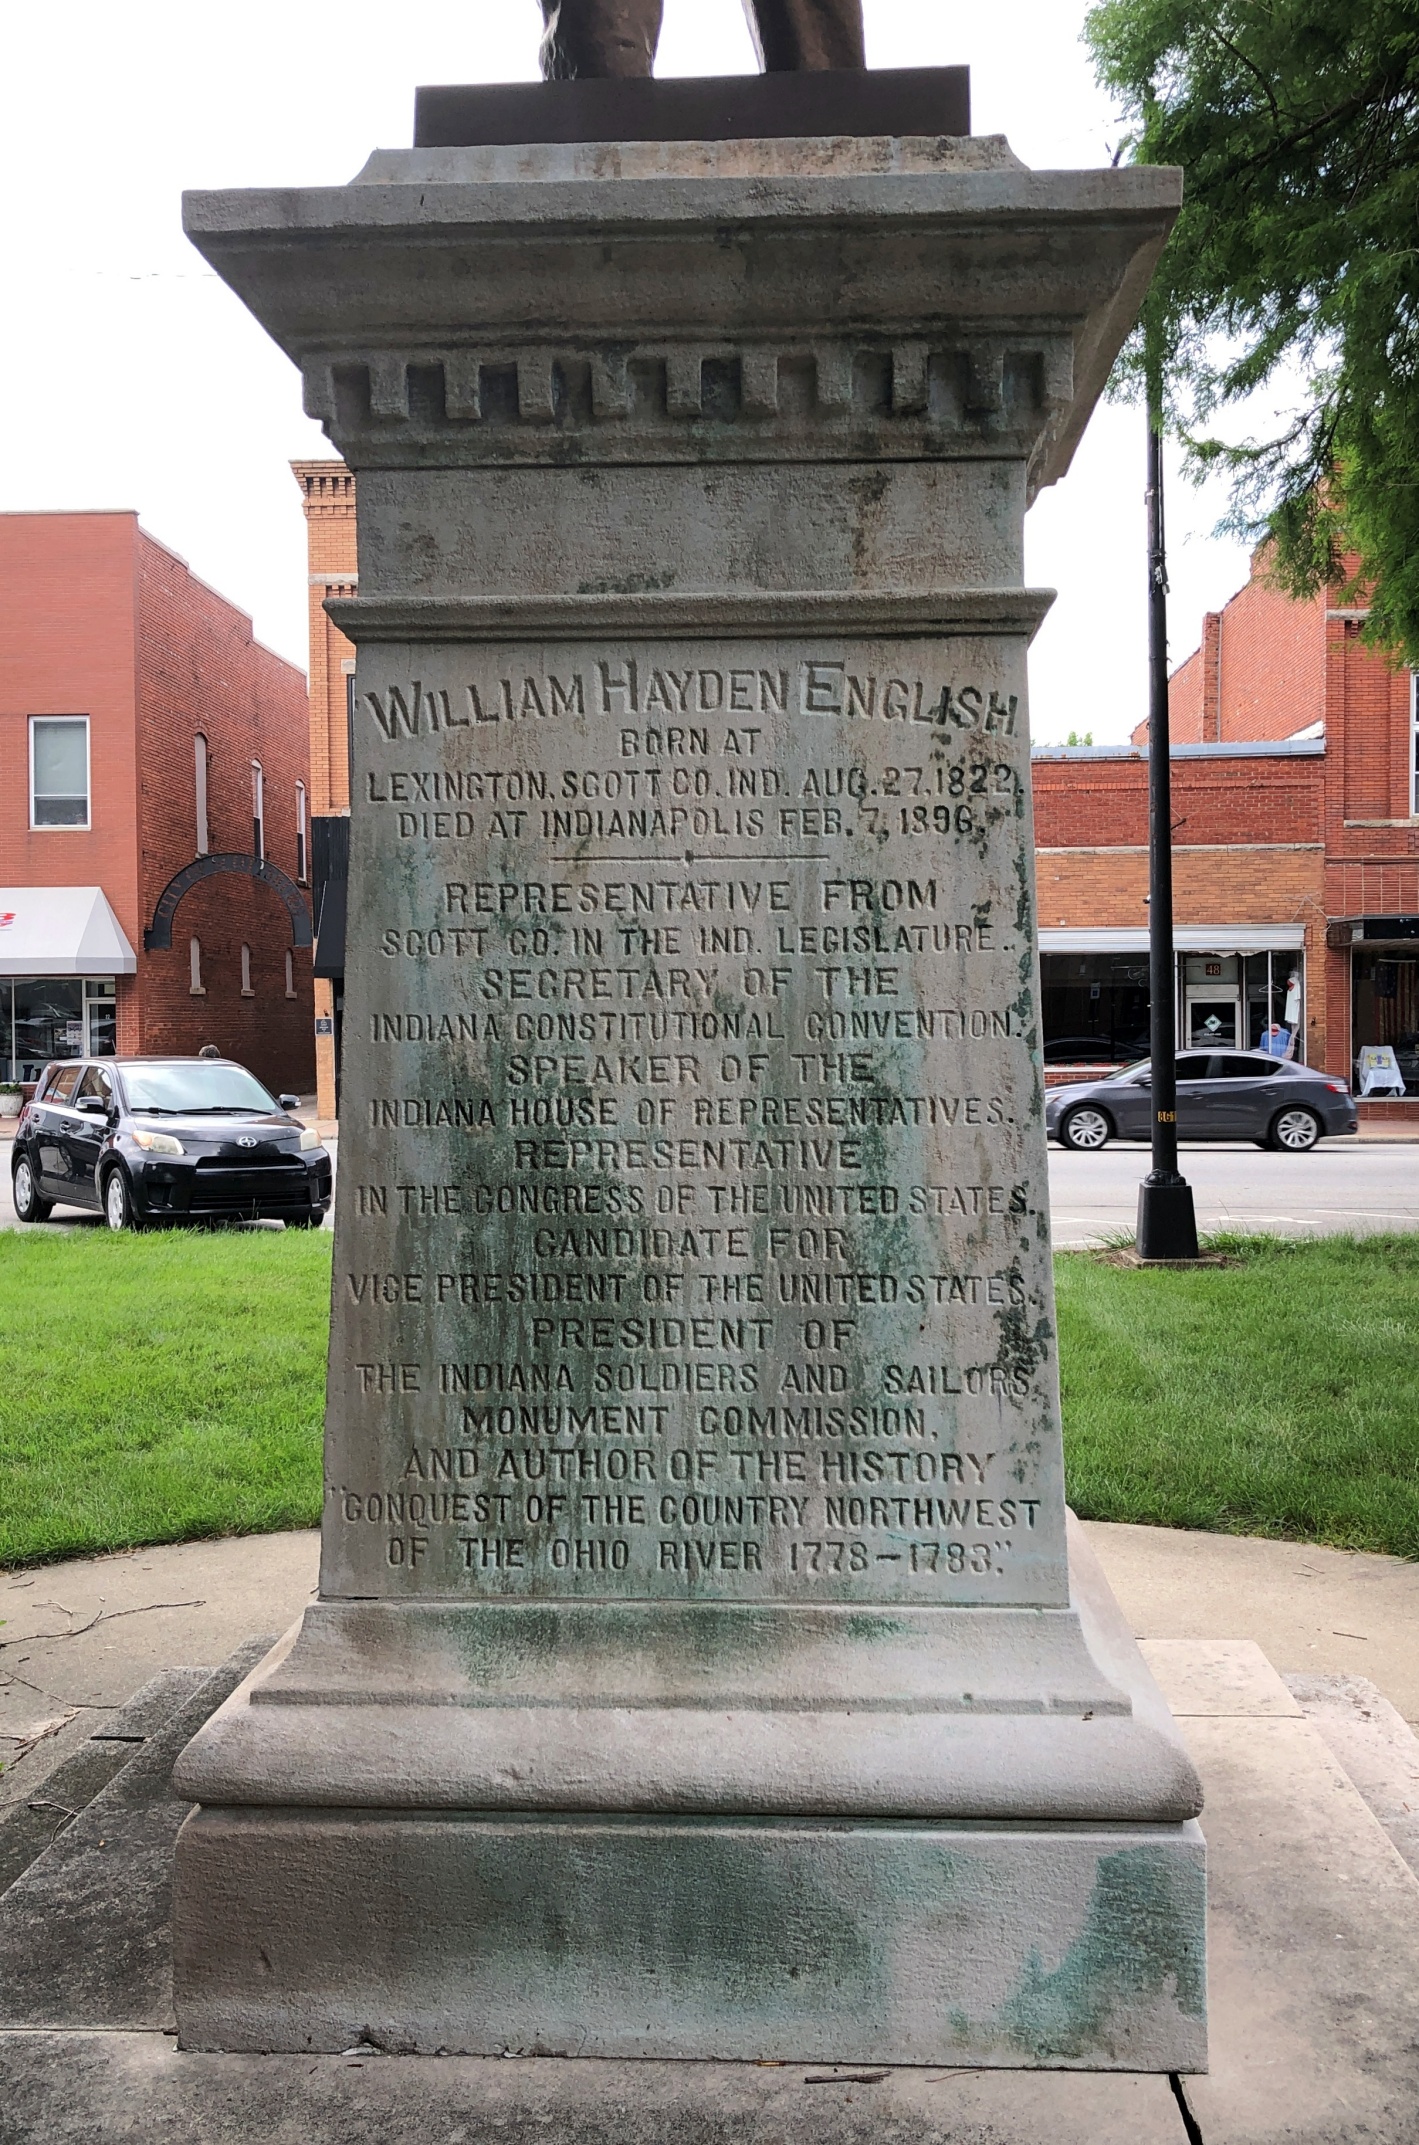 WILLIAM HAYDEN ENGLISH
BORN AT
LEXINGTON, SCOTT CO. IND. AUG. 27, 1822.
DIED AT INDIANAPOLIS FEB. 7, 1896.
REPRESENTATIVE FROM
SCOTT CO. IN THE IND. LEGISLATURE.
SECRETARY OF THE
INDIANA CONSTITUTIONAL CONVENTION.
SPEAKER OF THE
INDIANA HOUSE OF REPRESENTATIVES.
REPRESENTATIVE
IN THE CONGRESS OF THE UNITED STATES.
CANDIDATE FOR
VICE PRESIDENT OF THE UNITED STATES.
PRESIDENT OF
THE INDIANA SOLDIERS AND SAILORS
MONUMENT COMMISSION,
AND AUTHOR OF THE HISTORY
"CONQUEST OF THE COUNTRY NORTHWEST
OF THE OHIO RIVER 1778-1783."
48
861